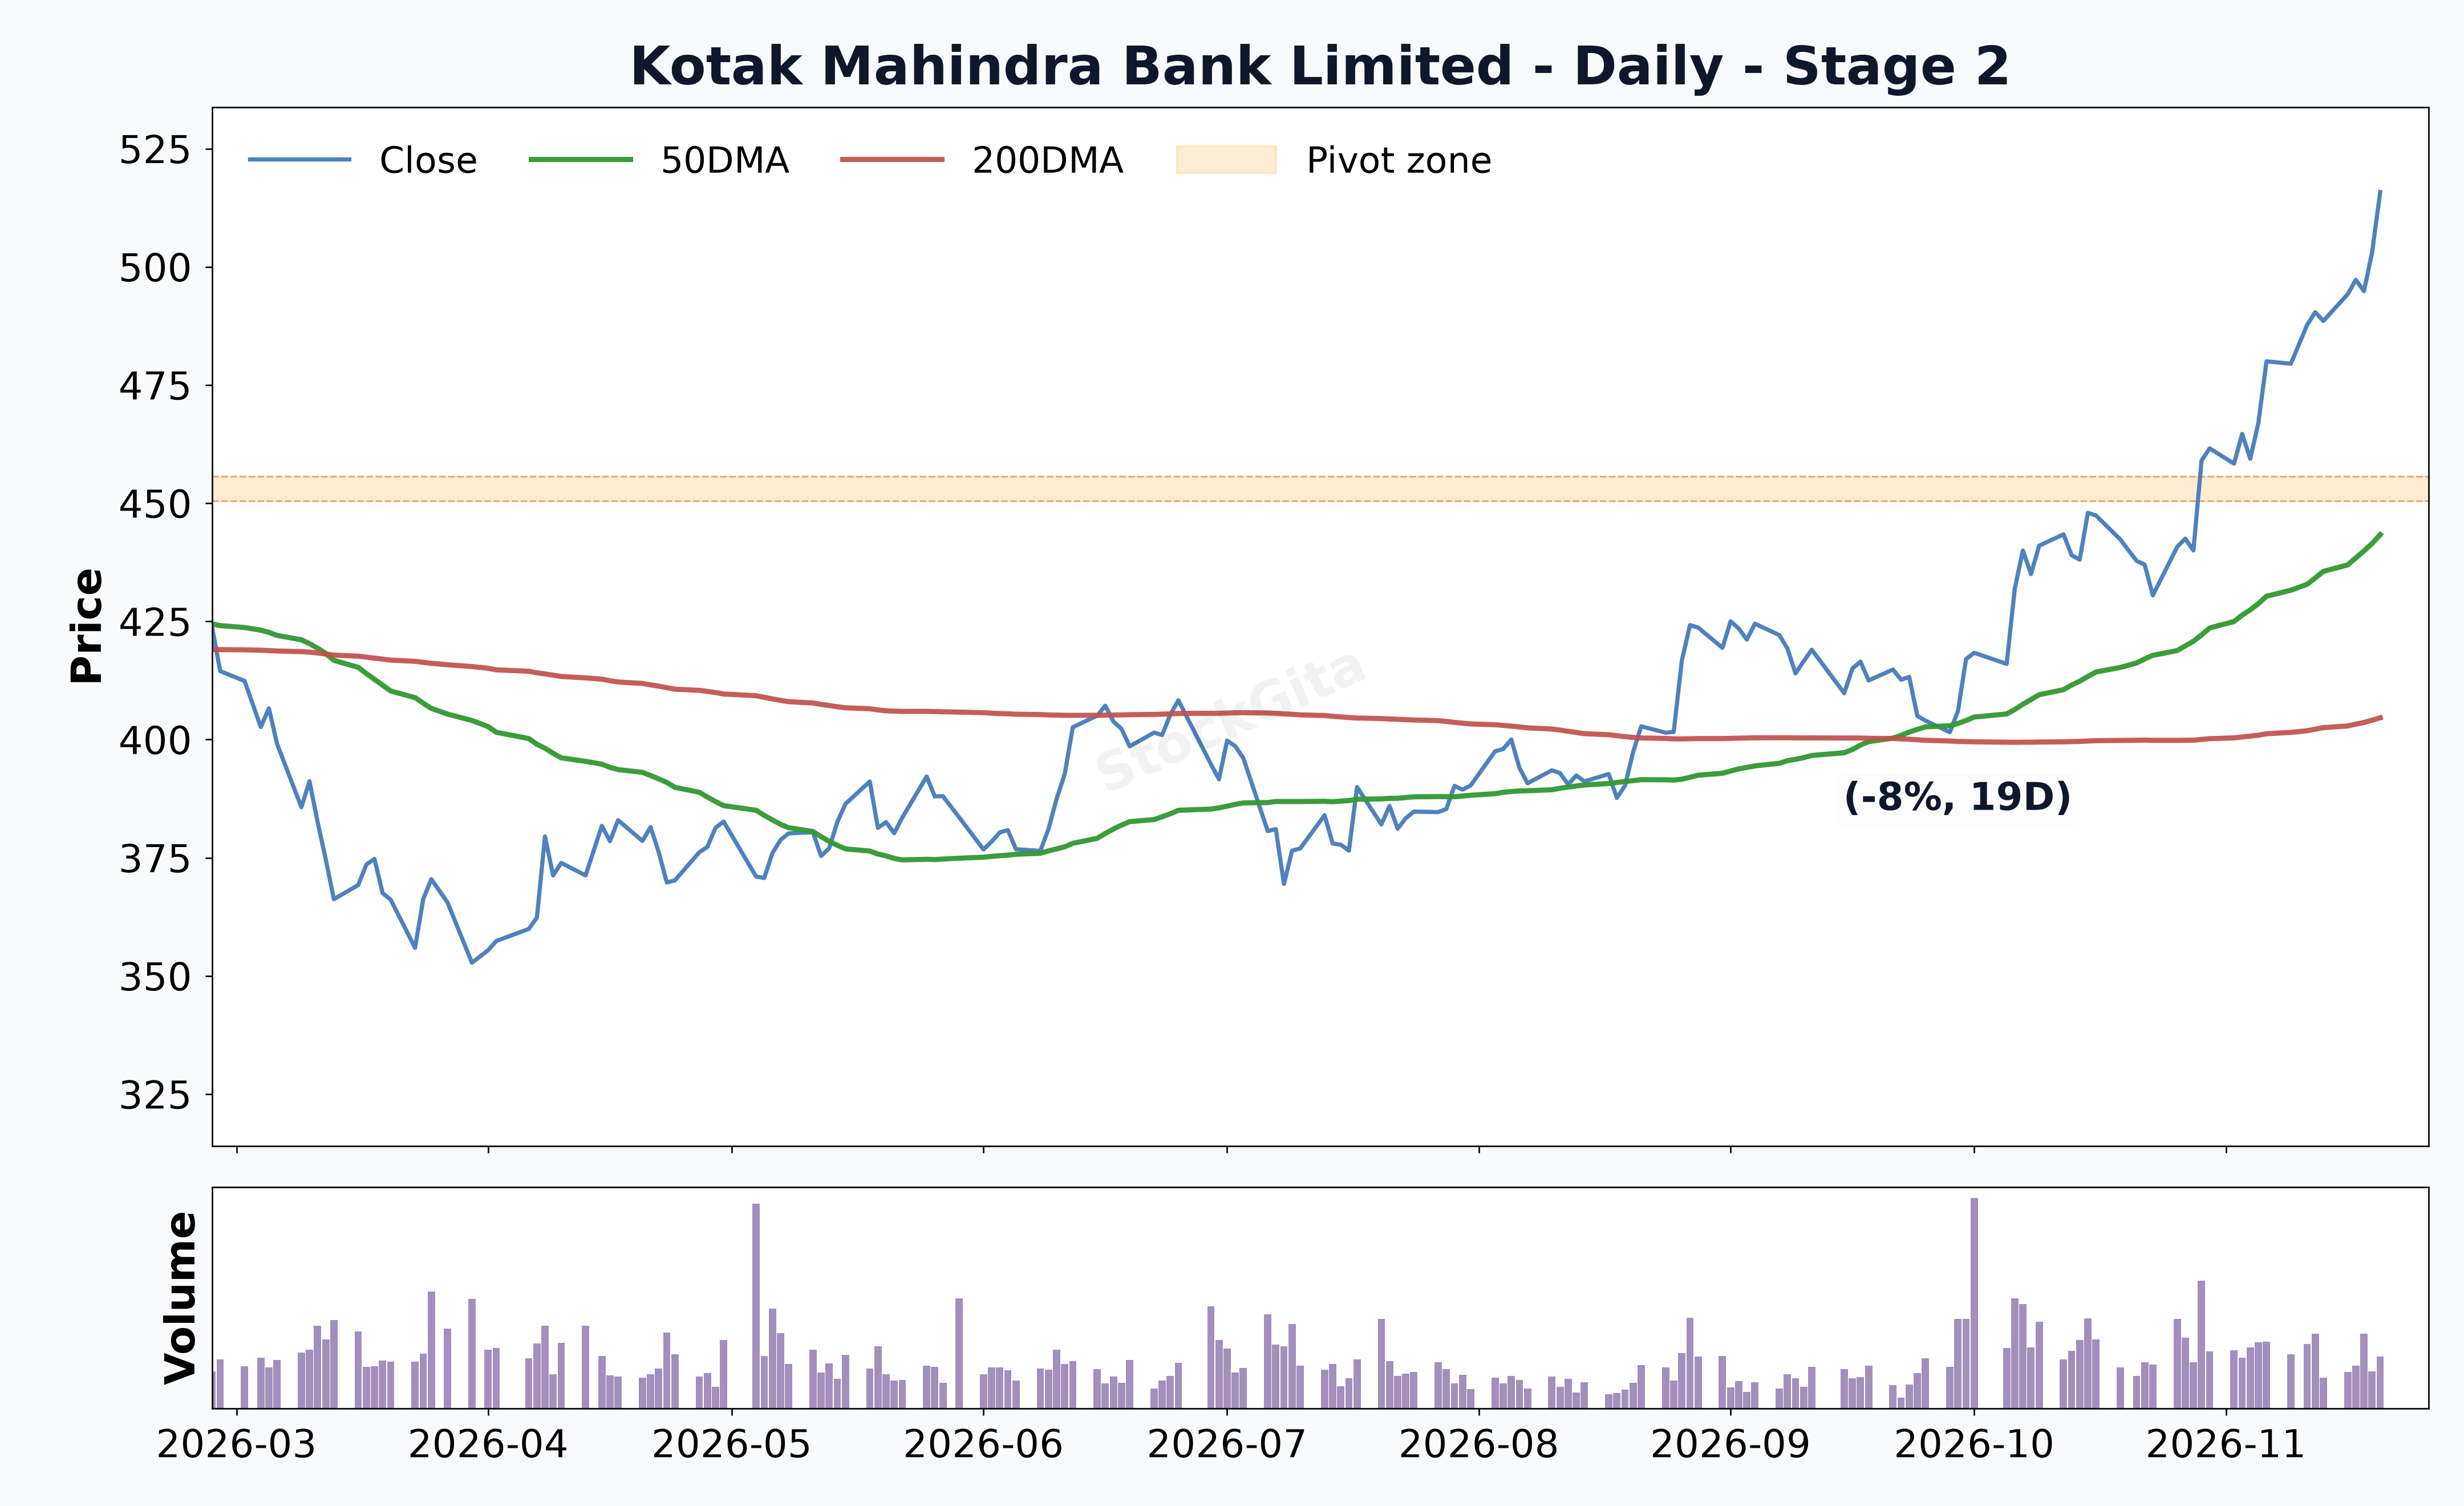 Kotak Mahindra Bank Limited - Daily - Stage 2
Close 50DMA 200DMA Pivot zone
525
500
475
450
425
400
375
350
325
Price
StockGita
(-8%, 19D)
Volume
2026-03 2026-04 2026-05 2026-06 2026-07 2026-08 2026-09 2026-10 2026-11